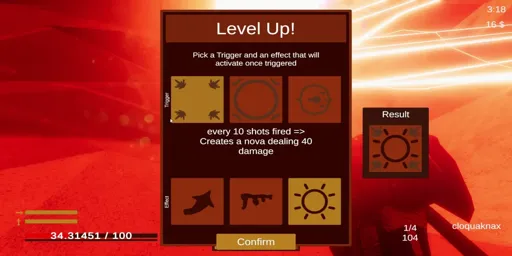 3:18
16 $
Level Up!
Pick a Trigger and an effect that will
activate once triggered
Trigger
every 10 shots fired =>
Creates a nova dealing 40
damage
Result
Effect
Confirm
34.31451 / 100
1/4
104
cloquaknax